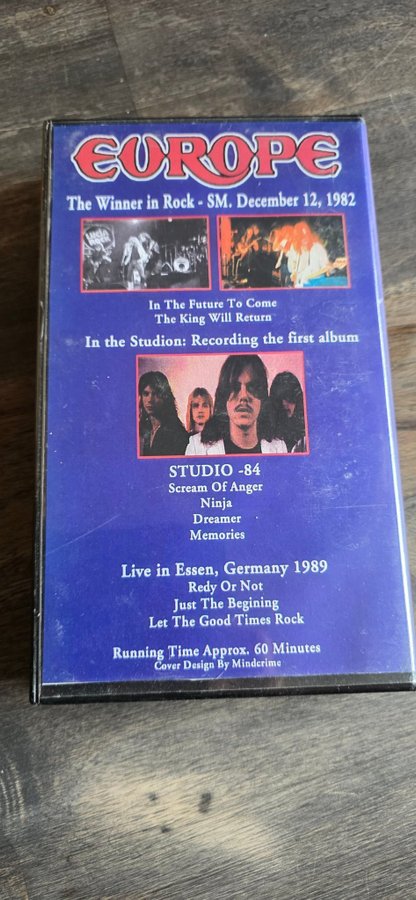 EUROPE
The Winner in Rock - SM. December 12, 1982
In The Future To Come
The King Will Return
In the Studion: Recording the first album
STUDIO -84
Scream Of Anger
Ninja
Dreamer
Memories
Live in Essen, Germany 1989
Redy Or Not
Just The Begining
Let The Good Times Rock
Running Time Approx. 60 Minutes
Cover Design By Mindcrime